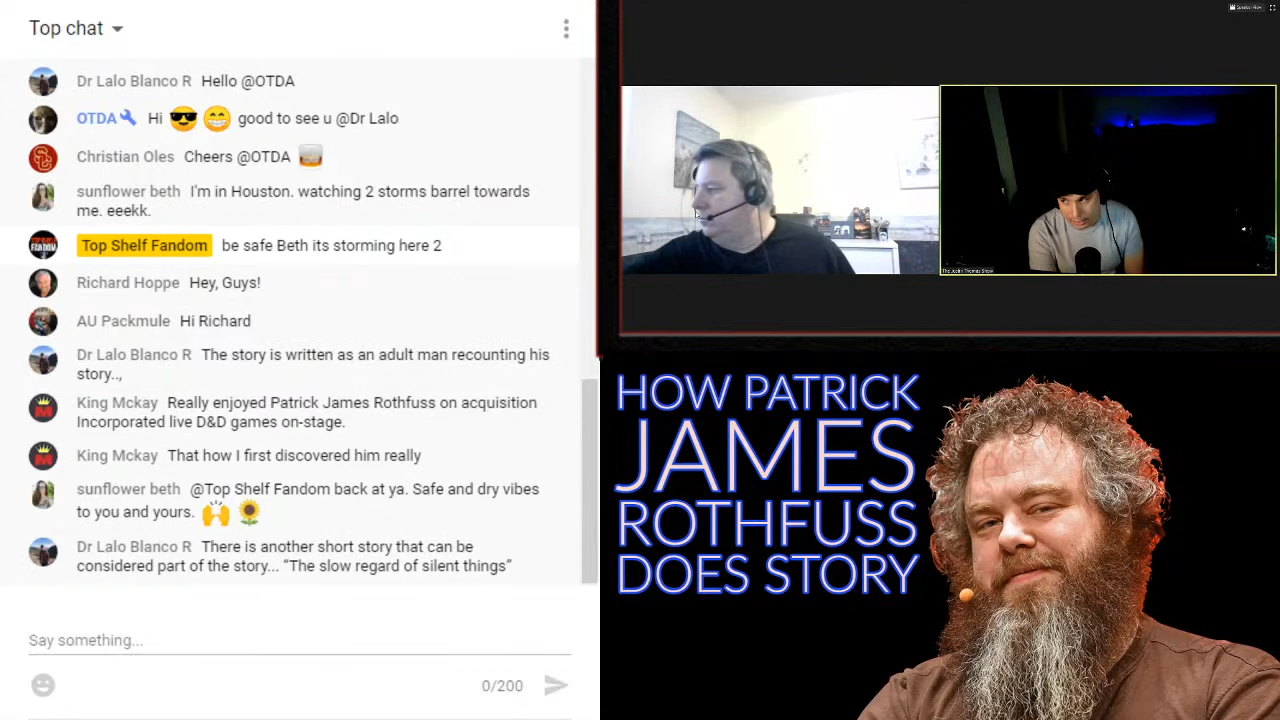 Top chat
Dr Lalo Blanco R Hello @OTDA
OTDA Hi 😎 😁 good to see u @Dr Lalo
Christian Oles Cheers @OTDA 🥃
sunflower beth I'm in Houston. watching 2 storms barrel towards
me. eeekk.
Top Shelf Fandom be safe Beth its storming here 2
Richard Hoppe Hey, Guys!
AU Packmule Hi Richard
Dr Lalo Blanco R The story is written as an adult man recounting his
story..,
King Mckay Really enjoyed Patrick James Rothfuss on acquisition
Incorporated live D&D games on-stage.
King Mckay That how I first discovered him really
sunflower beth @Top Shelf Fandom back at ya. Safe and dry vibes
to you and yours. 🙌 🌻
Dr Lalo Blanco R There is another short story that can be
considered part of the story... “The slow regard of silent things”
Say something...
0/200
Speaker View
The Justin Thomas Show
HOW PATRICK
JAMES
ROTHFUSS
DOES STORY